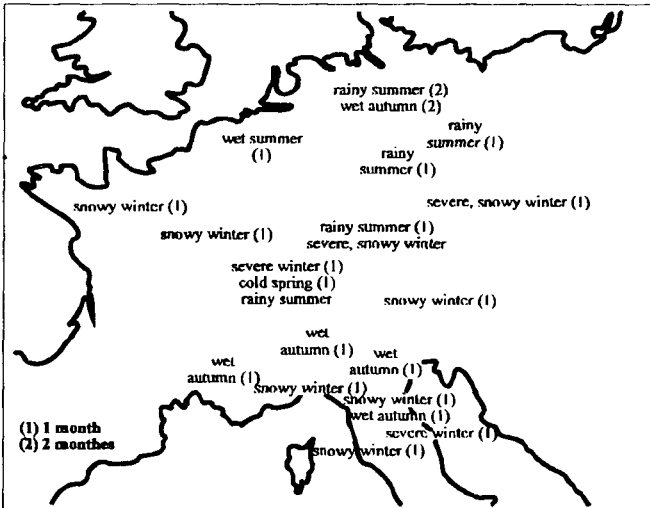 rainy summer (2)
wet autumn (2)
rainy
summer (1)
wet summer
(1)
rainy
summer (1)
snowy winter (1)
severe, snowy winter (1)
snowy winter (1)
rainy summer (1)
severe, snowy winter
severe winter (1)
cold spring (1)
rainy summer
snowy winter (1)
wet
autumn (1)
wet
autumn (1)
wet
autumn (1)
snowy winter (1)
snowy winter (1)
wet autumn (1)
(1) 1 month
(2) 2 monthes
severe winter (1)
snowy winter (1)